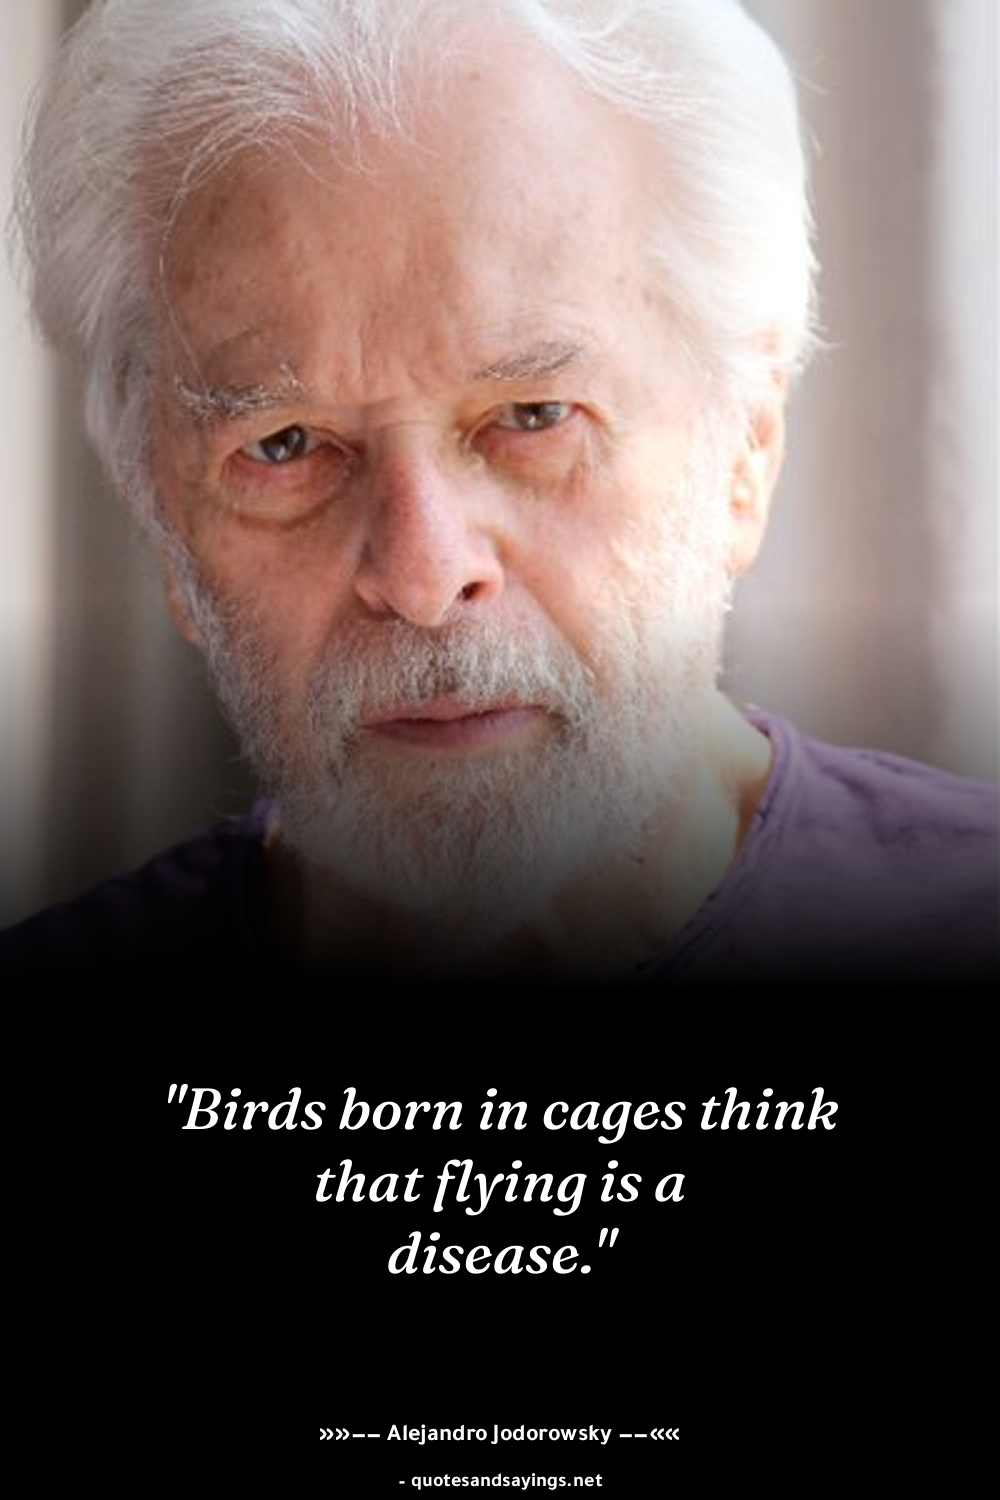 "Birds born in cages think
that flying is a
disease."
»»–– Alejandro Jodorowsky ––««
- quotesandsayings.net